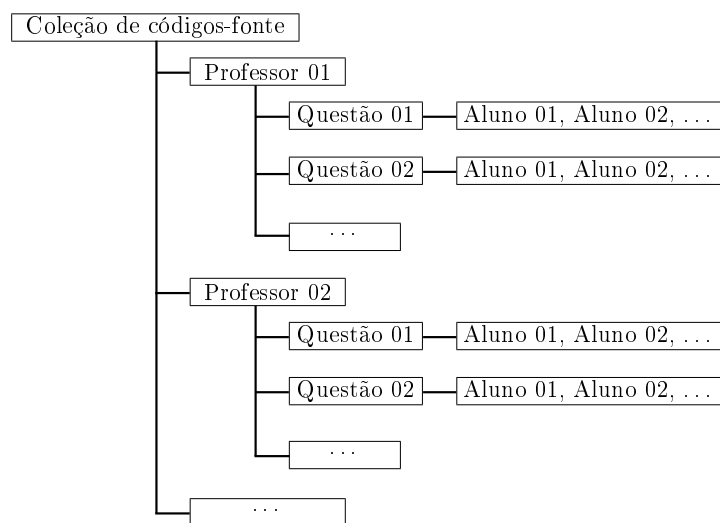 Coleção de códigos-fonte
Professor 01
Questão 01 Aluno 01, Aluno 02, ...
Questão 02 Aluno 01, Aluno 02, ...
...
Professor 02
Questão 01 Aluno 01, Aluno 02, ...
Questão 02 Aluno 01, Aluno 02, ...
...
...